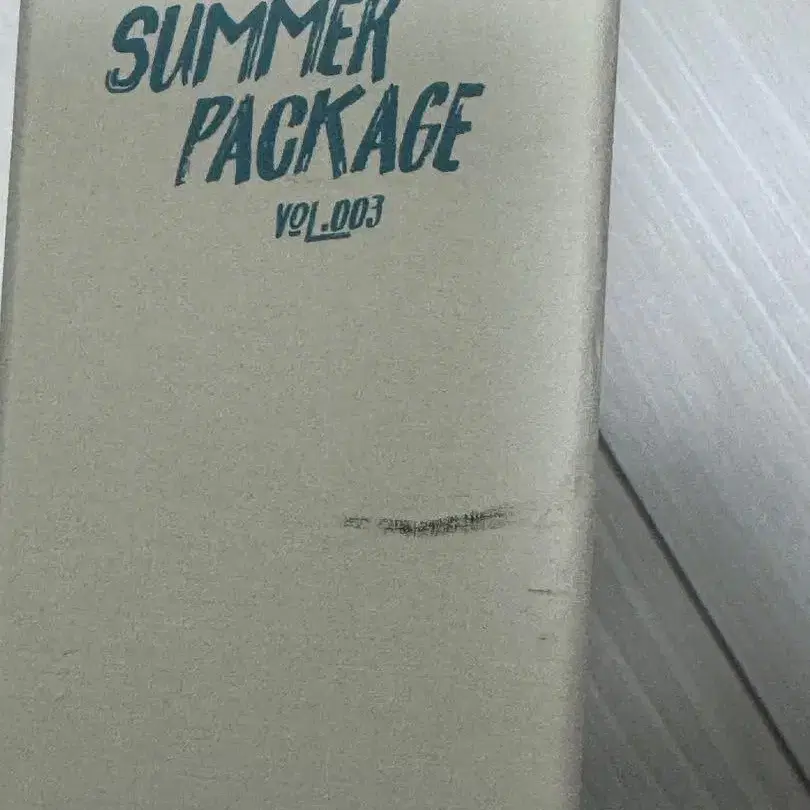 SUMMER
PACKAGE
VOL.003